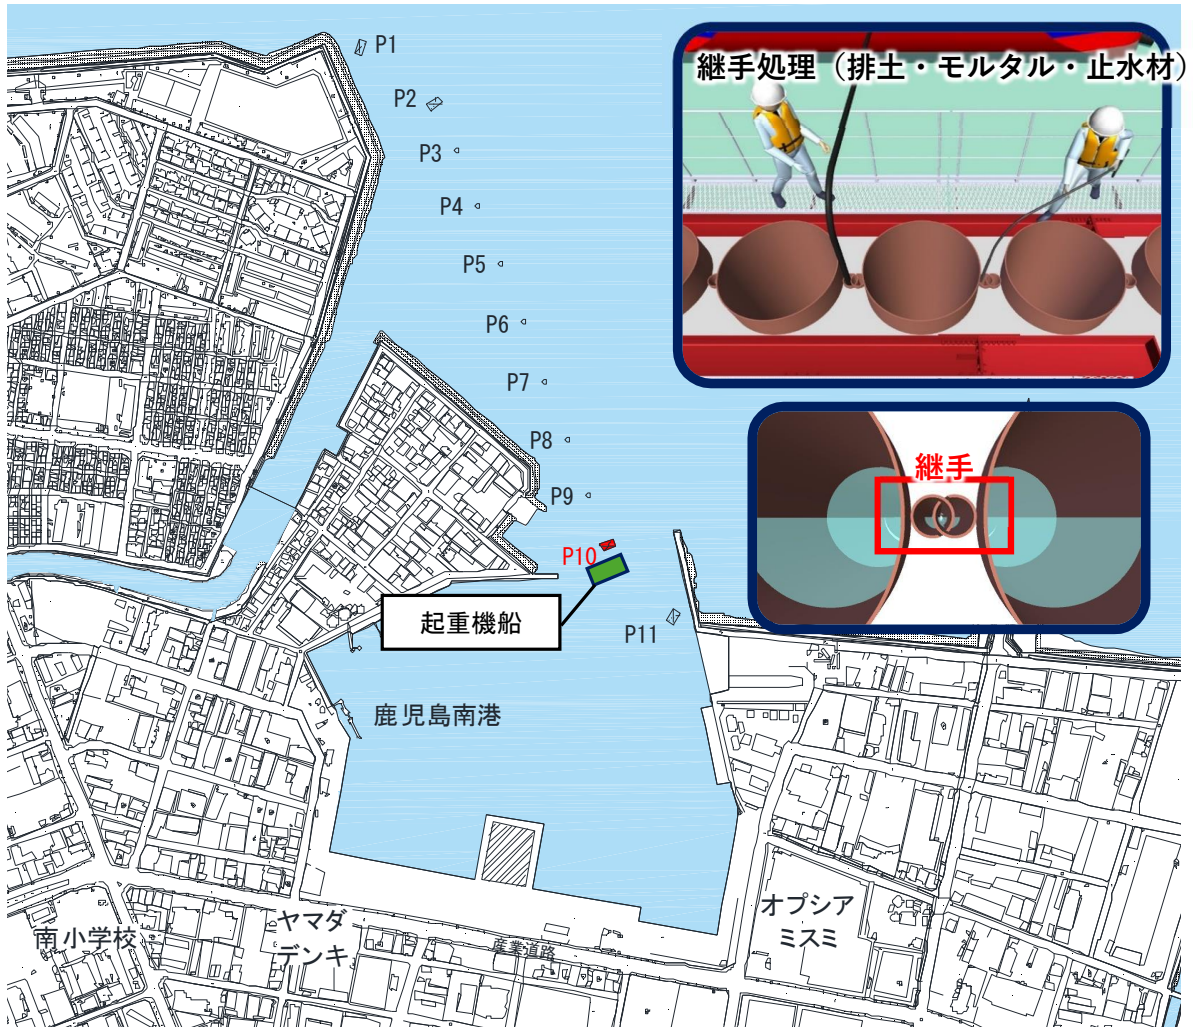 継手処理（排土・モルタル・止水材）
P1
P2
P3
P4
P5
P6
P7
P8
P9
P10
P11
継手
起重機船
鹿児島南港
南小学校
ヤマダ
デンキ
産業道路
オプシア
ミスミ